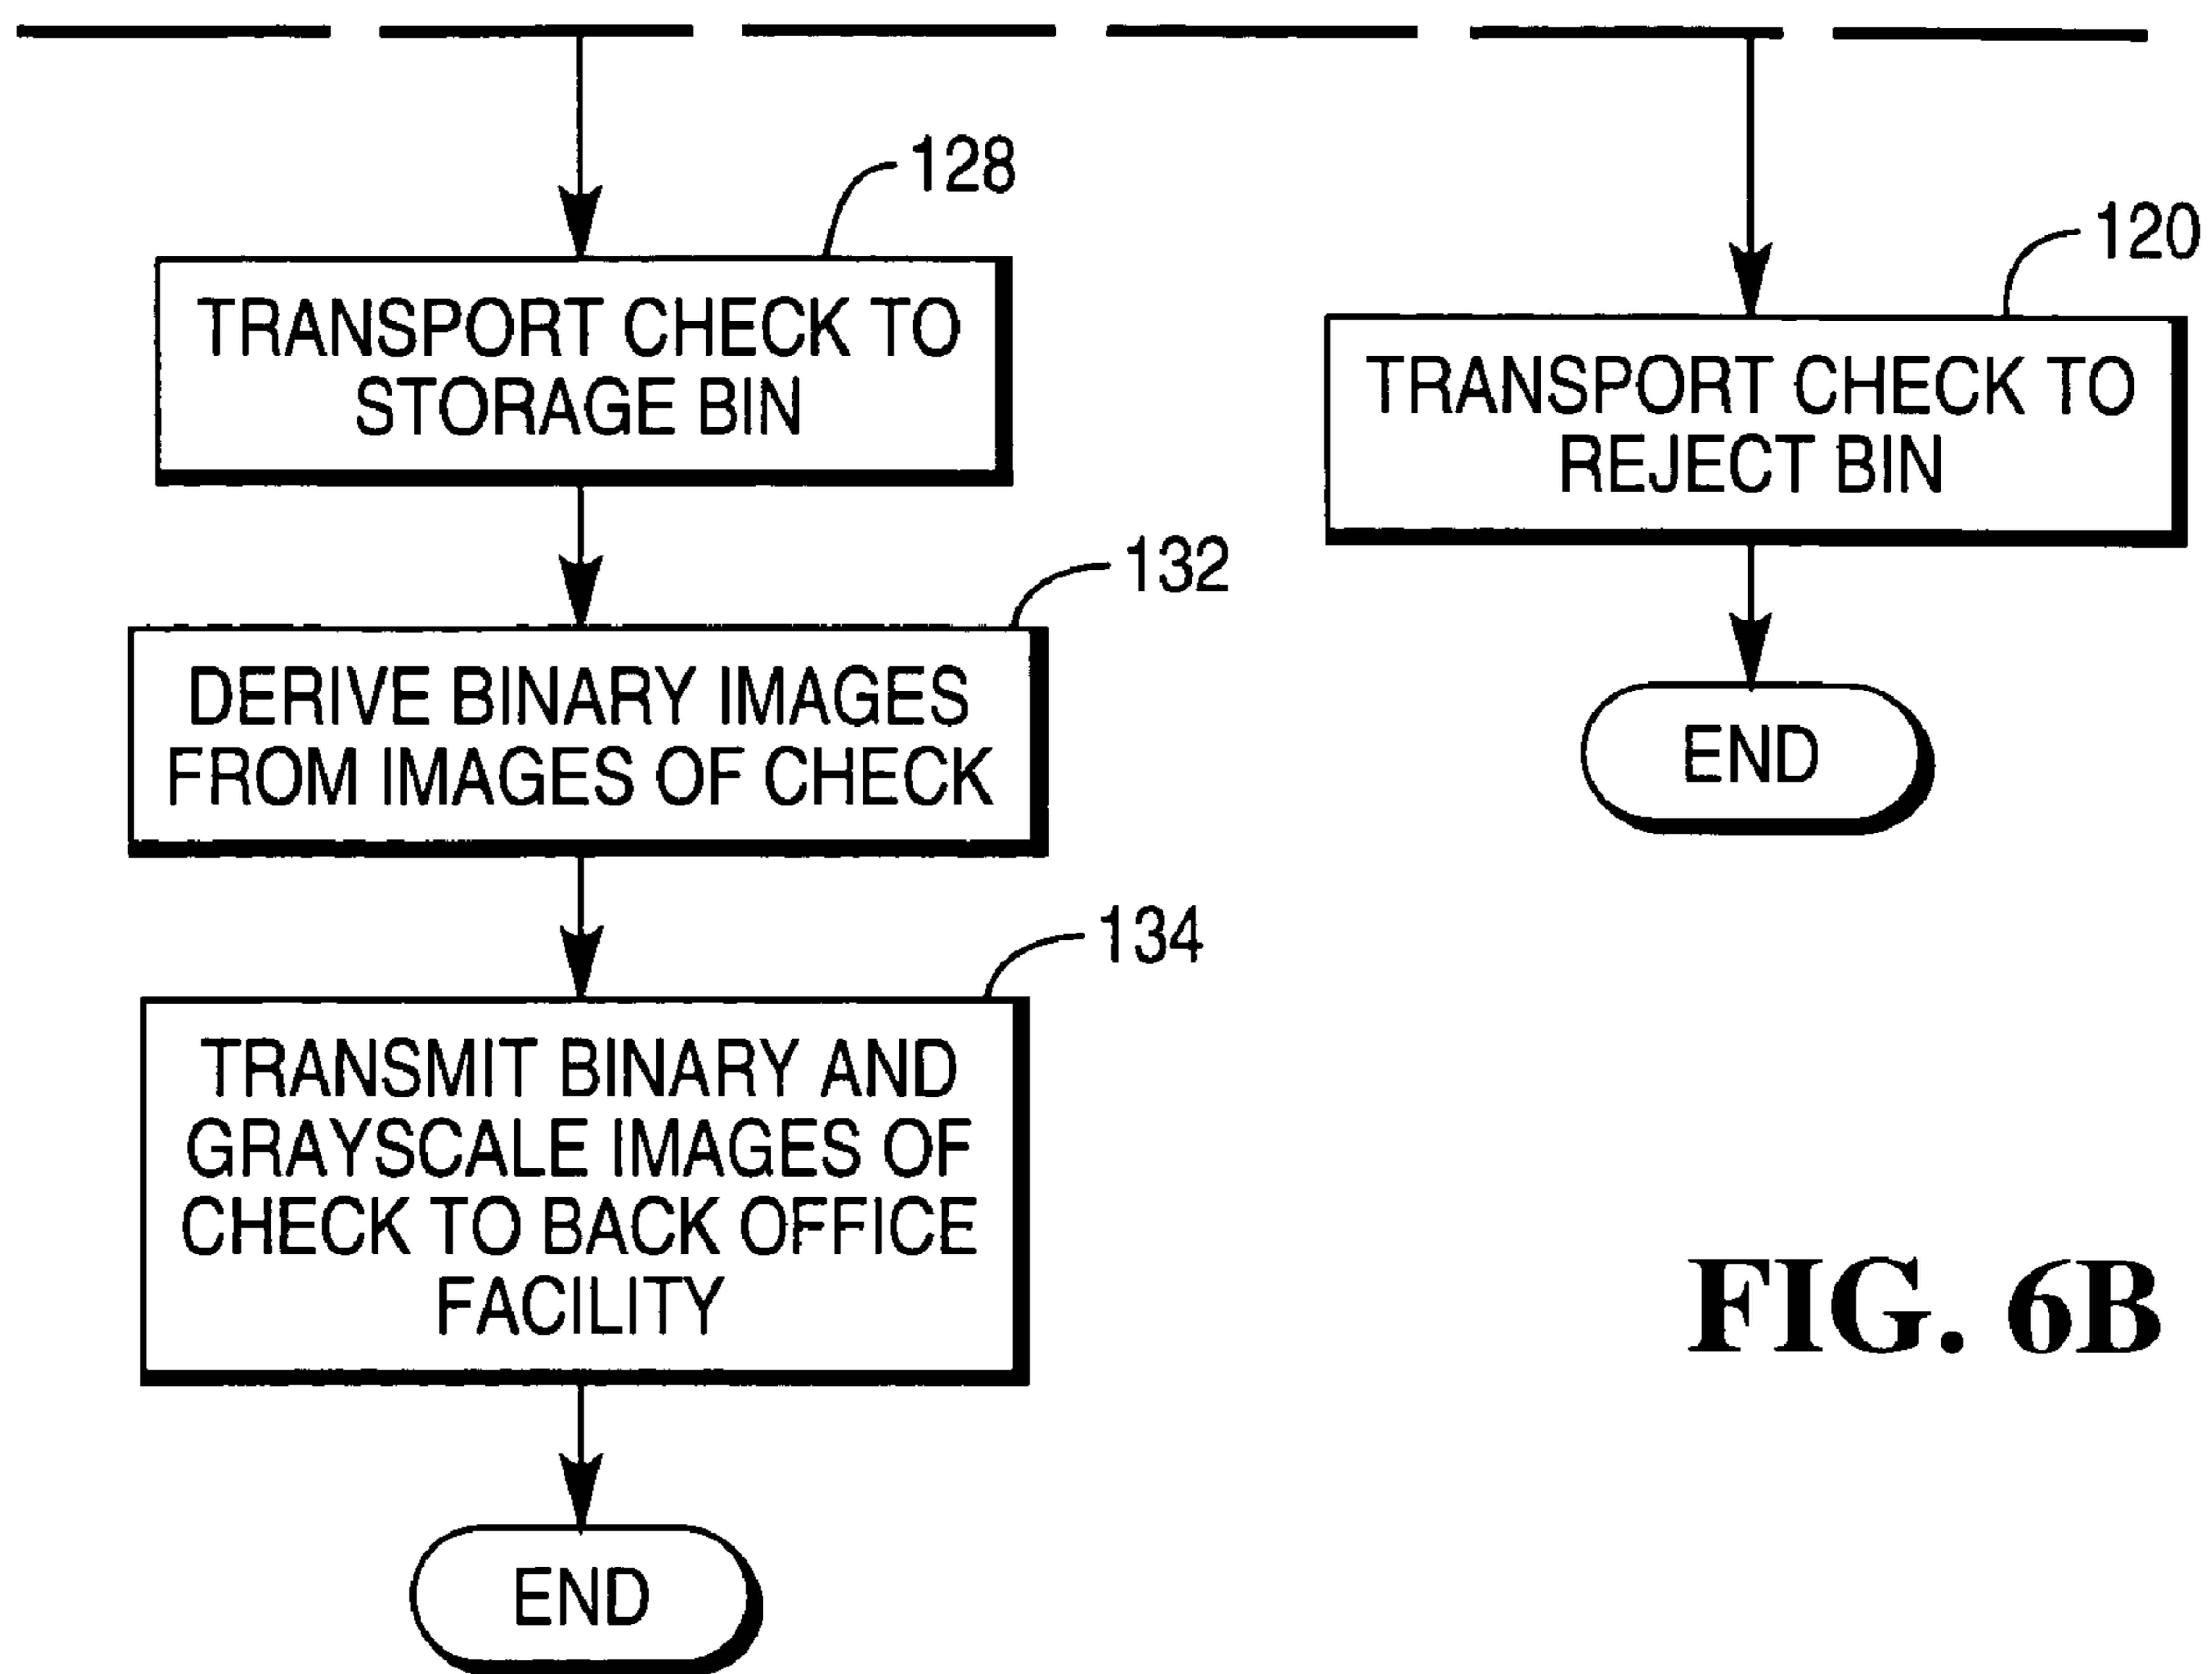 128
TRANSPORT CHECK TO
STORAGE BIN
120
TRANSPORT CHECK TO
REJECT BIN
END
132
DERIVE BINARY IMAGES
FROM IMAGES OF CHECK
134
TRANSMIT BINARY AND
GRAYSCALE IMAGES OF
CHECK TO BACK OFFICE
FACILITY
END
FIG. 6B